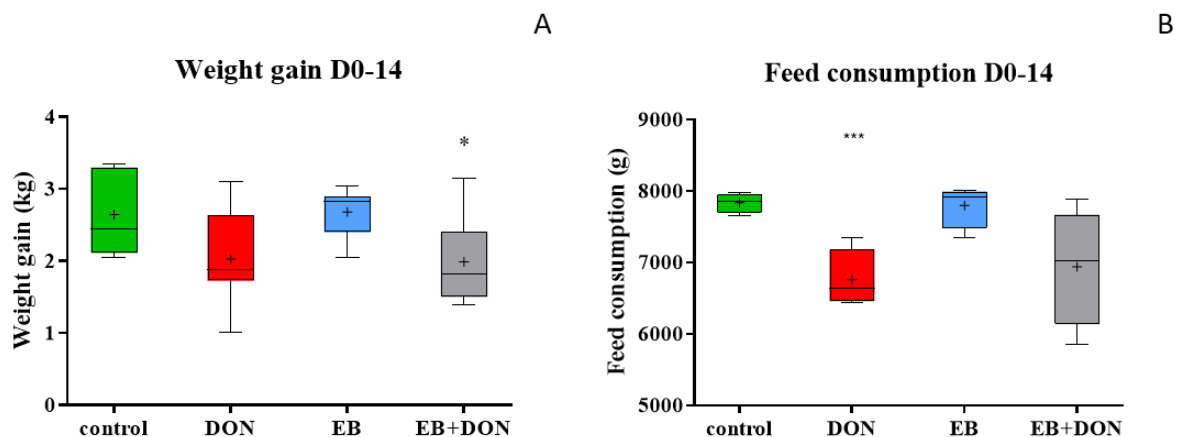 A
Weight gain D0-14
Weight gain (kg)
4
3
2
1
0
*
control DON EB EB+DON
B
Feed consumption D0-14
Feed consumption (g)
9000
8000
7000
6000
5000
***
control DON EB EB+DON